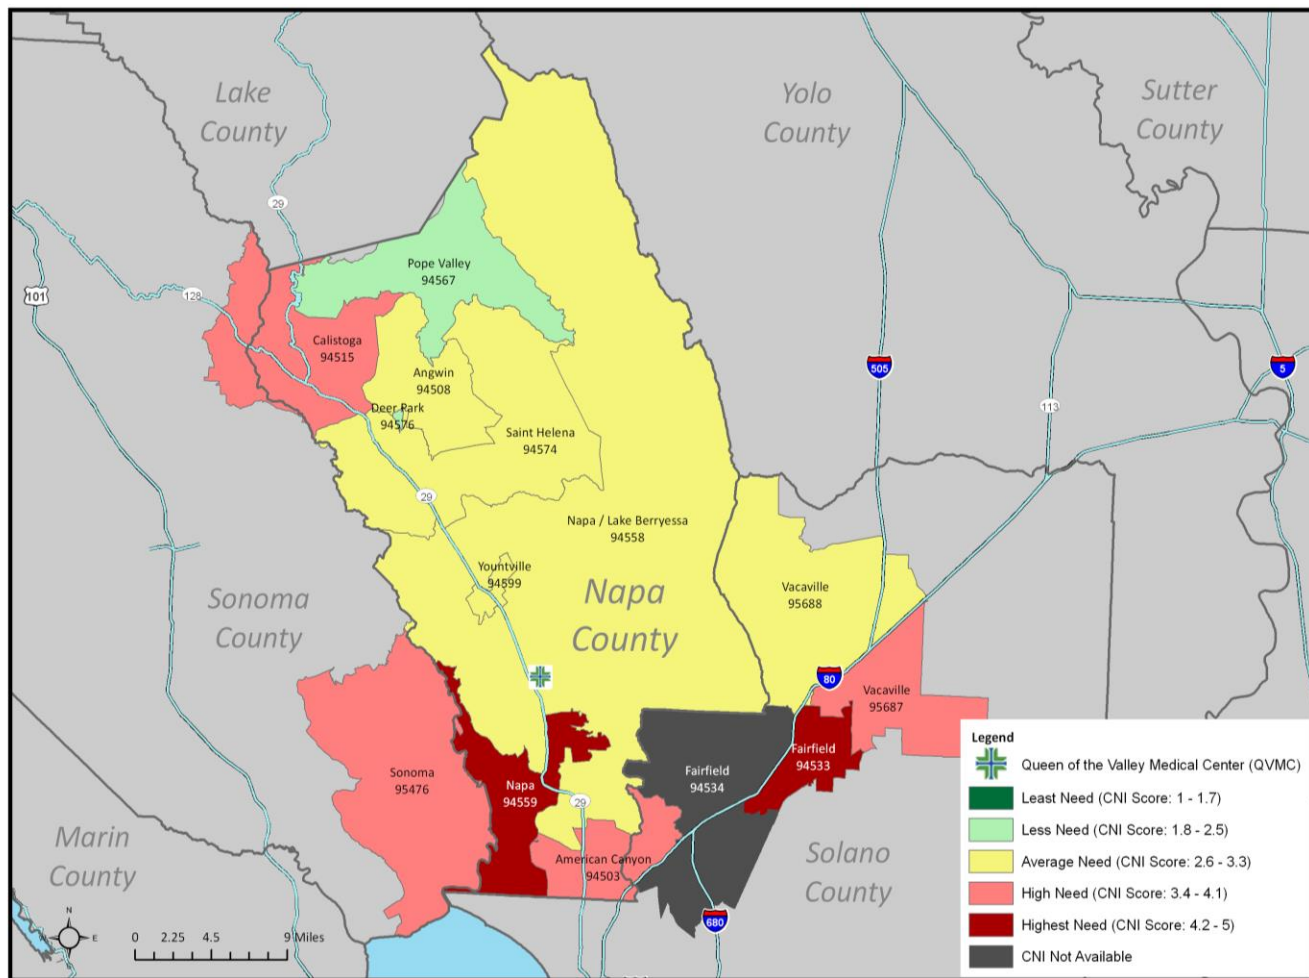 Lake
County
Yolo
County
Sutter
County
29
Pope Valley
94567
101
128
Calistoga
94515
Angwin
94508
505
5
113
Deer Park
94576
Saint Helena
94574
29
Napa / Lake Berryessa
94558
Yountville
94599
Vacaville
95688
Sonoma
County
Napa
County
80
Vacaville
95687
Sonoma
95476
Napa
94559
Fairfield
94534
Fairfield
94533
29
American Canyon
94503
Marin
County
Solano
County
680
N
E
0 2.25 4.5 9 Miles
Legend
Queen of the Valley Medical Center (QVMC)
Least Need (CNI Score: 1 - 1.7)
Less Need (CNI Score: 1.8 - 2.5)
Average Need (CNI Score: 2.6 - 3.3)
High Need (CNI Score: 3.4 - 4.1)
Highest Need (CNI Score: 4.2 - 5)
CNI Not Available